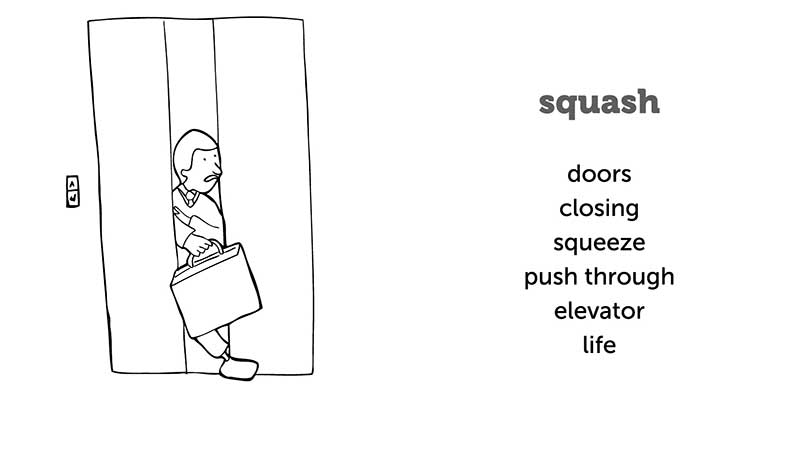 squash
doors
closing
squeeze
push through
elevator
life